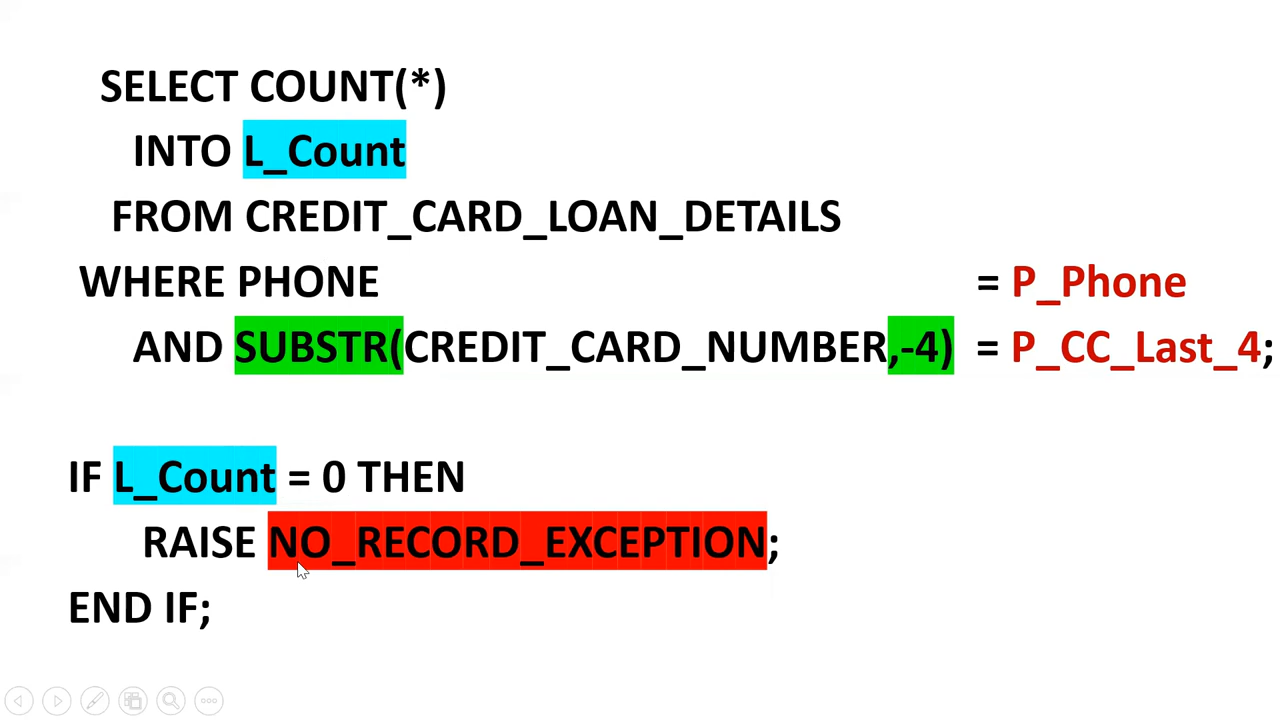 SELECT COUNT(*)
INTO L_Count
FROM CREDIT_CARD_LOAN_DETAILS
WHERE PHONE = P_Phone
AND SUBSTR(CREDIT_CARD_NUMBER,-4) = P_CC_Last_4;
IF L_Count = 0 THEN
RAISE NO_RECORD_EXCEPTION;
END IF;